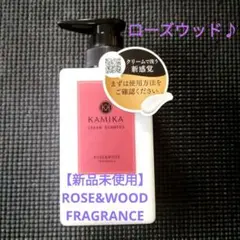 ローズウッド♪
クリームで洗う
新感覚
まずは使用方法を
ご確認ください
KAMIKA
CREAM SHAMPOO
ROSE&WOOD
【新品未使用】
ROSE&WOOD
FRAGRANCE